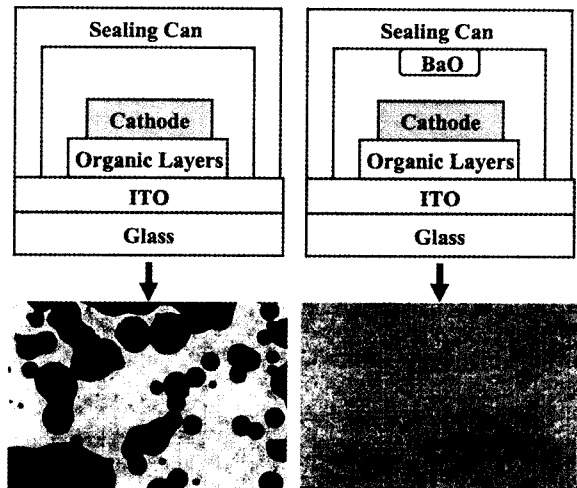 Sealing Can
Cathode
Organic Layers
ITO
Glass
Sealing Can
BaO
Cathode
Organic Layers
ITO
Glass